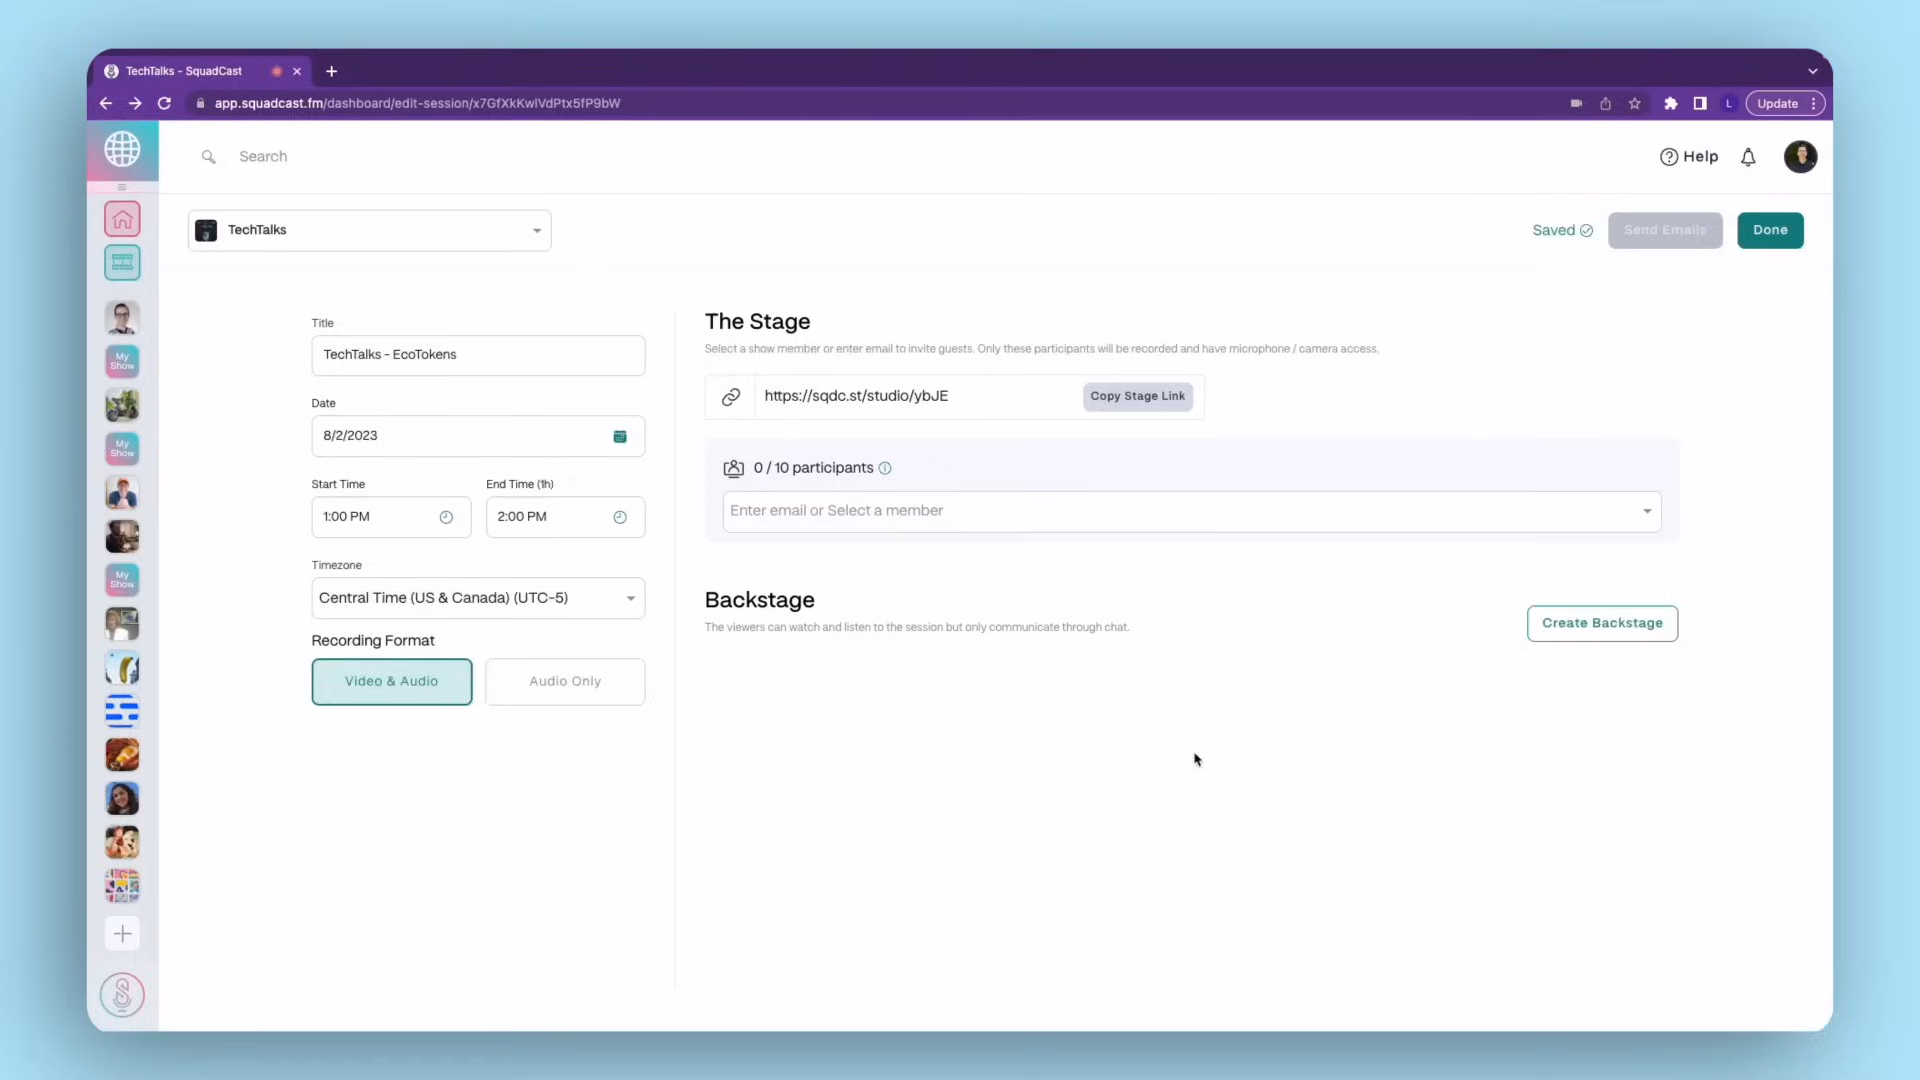 TechTalks - SquadCast
app.squadcast.fm/dashboard/edit-session/x7GfXkKwlVdPtx5fP9bW
L
Update
Search
Help
TechTalks
Saved
Send Emails
Done
Title
TechTalks - EcoTokens
Date
8/2/2023
Start Time
End Time (1h)
1:00 PM
2:00 PM
Timezone
Central Time (US & Canada) (UTC-5)
Recording Format
Video & Audio
Audio Only
The Stage
Select a show member or enter email to invite guests. Only these participants will be recorded and have microphone / camera access.
https://sqdc.st/studio/ybJE
Copy Stage Link
0 / 10 participants
Enter email or Select a member
Backstage
The viewers can watch and listen to the session but only communicate through chat.
Create Backstage
My
Show
My
Show
My
Show